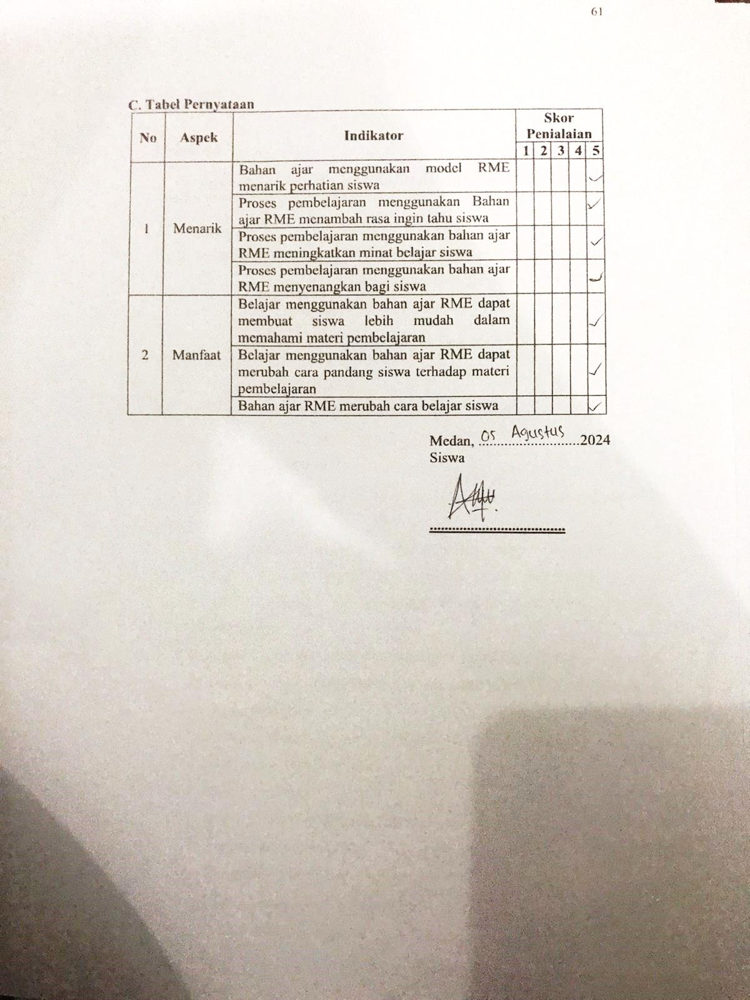 61
C. Tabel Pernyataan
No Aspek Indikator Skor
Penialaian
1 2 3 4 5
1 Menarik
Bahan ajar menggunakan model RME
menarik perhatian siswa ✓
Proses pembelajaran menggunakan Bahan
ajar RME menambah rasa ingin tahu siswa ✓
Proses pembelajaran menggunakan bahan ajar
RME meningkatkan minat belajar siswa ✓
Proses pembelajaran menggunakan bahan ajar
RME menyenangkan bagi siswa ✓
2 Manfaat
Belajar menggunakan bahan ajar RME dapat
membuat siswa lebih mudah dalam
memahami materi pembelajaran ✓
Belajar menggunakan bahan ajar RME dapat
merubah cara pandang siswa terhadap materi
pembelajaran ✓
Bahan ajar RME merubah cara belajar siswa ✓
Medan, 05 Agustus 2024
Siswa